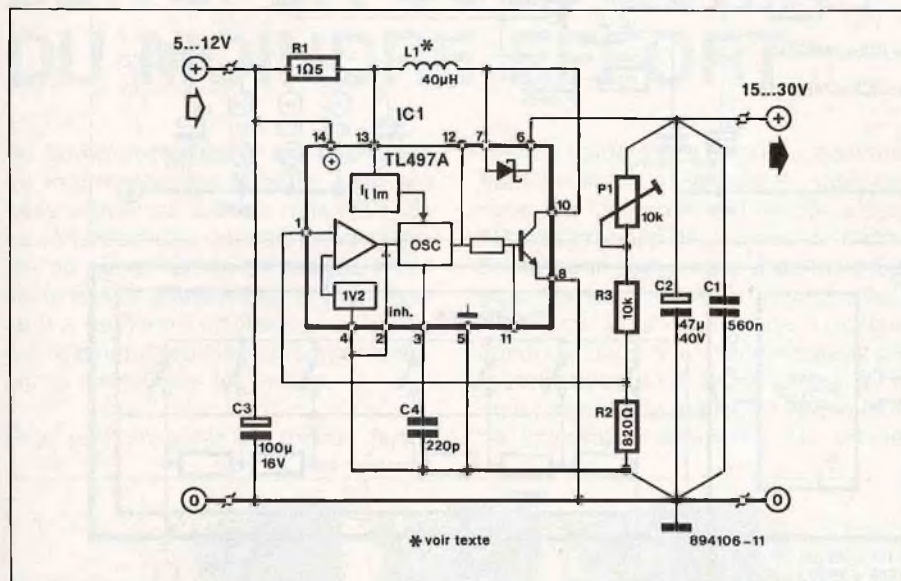 5...12V
R1
1Ω5
L1*
40µH
15...30V
IC1
14
13
12
7
6
TL497A
I Lim
P1
10k
10
1
OSC
8
1V2
inh.
R3
10k
C2
47µ
40V
C1
560n
4
2
3
5
11
C3
100µ
16V
C4
220p
R2
820Ω
0
0
* voir texte
894106-11